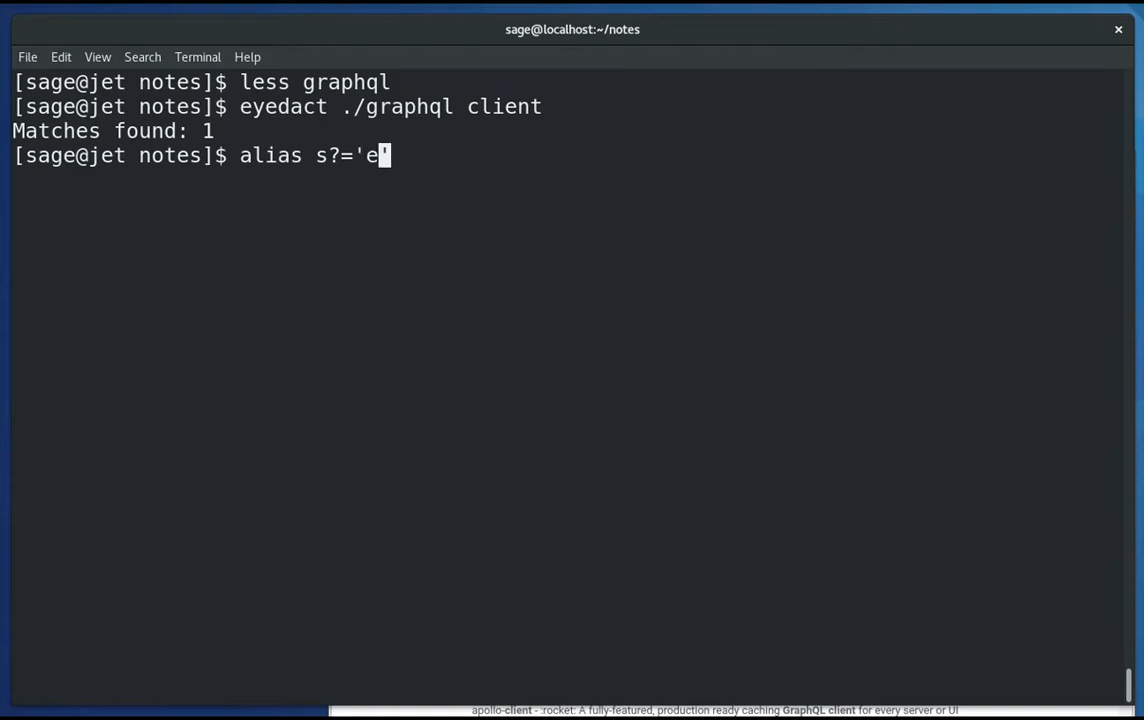 sage@localhost:~/notes ×
File Edit View Search Terminal Help
[sage@jet notes]$ less graphql
[sage@jet notes]$ eyedact ./graphql client
Matches found: 1
[sage@jet notes]$ alias s?='e'
apollo-client - :rocket: A fully-featured, production ready caching GraphQL client for every server or UI